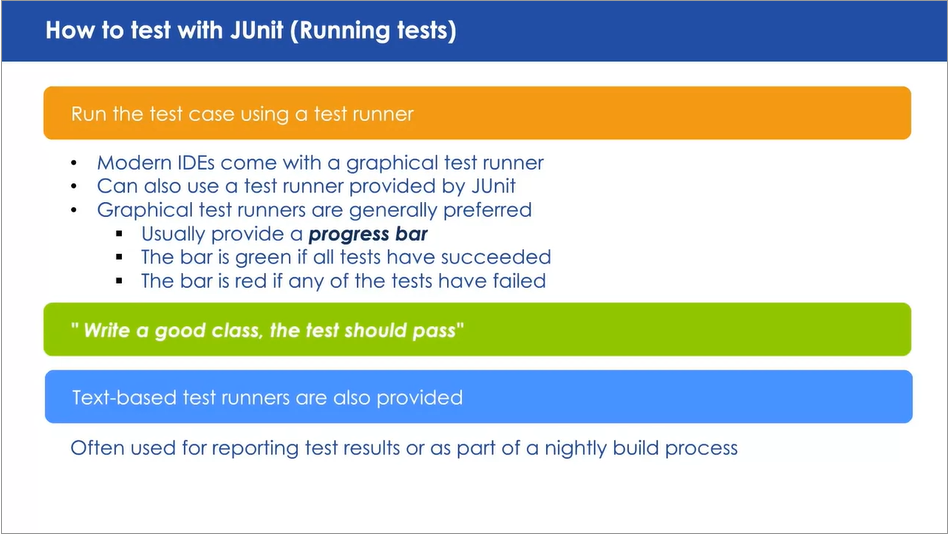 How to test with JUnit (Running tests)
Run the test case using a test runner
• Modern IDEs come with a graphical test runner
• Can also use a test runner provided by JUnit
• Graphical test runners are generally preferred
▪ Usually provide a progress bar
▪ The bar is green if all tests have succeeded
▪ The bar is red if any of the tests have failed
" Write a good class, the test should pass"
Text-based test runners are also provided
Often used for reporting test results or as part of a nightly build process